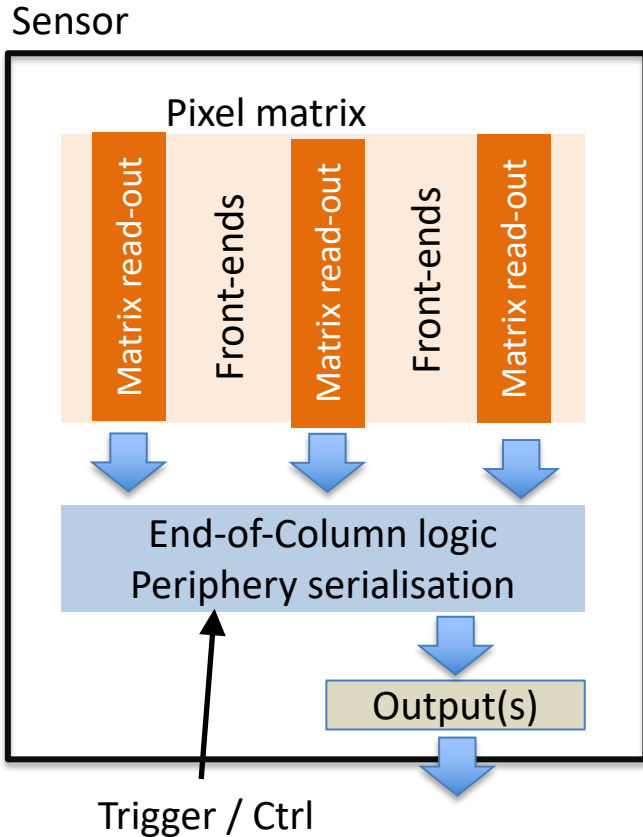 Sensor
Pixel matrix
Matrix read-out
Front-ends
Matrix read-out
Front-ends
Matrix read-out
End-of-Column logic
Periphery serialisation
Output(s)
Trigger / Ctrl